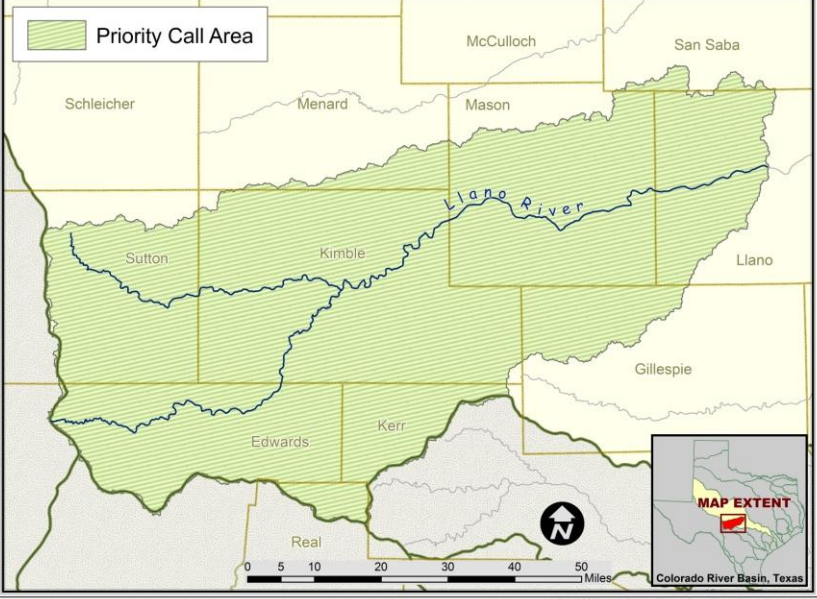 Priority Call Area
McCulloch
San Saba
Schleicher
Menard
Mason
Llano River
Sutton
Kimble
Llano
Gillespie
Kerr
Edwards
Real
N
0 5 10 20 30 40 50
Miles
MAP EXTENT
Colorado River Basin, Texas